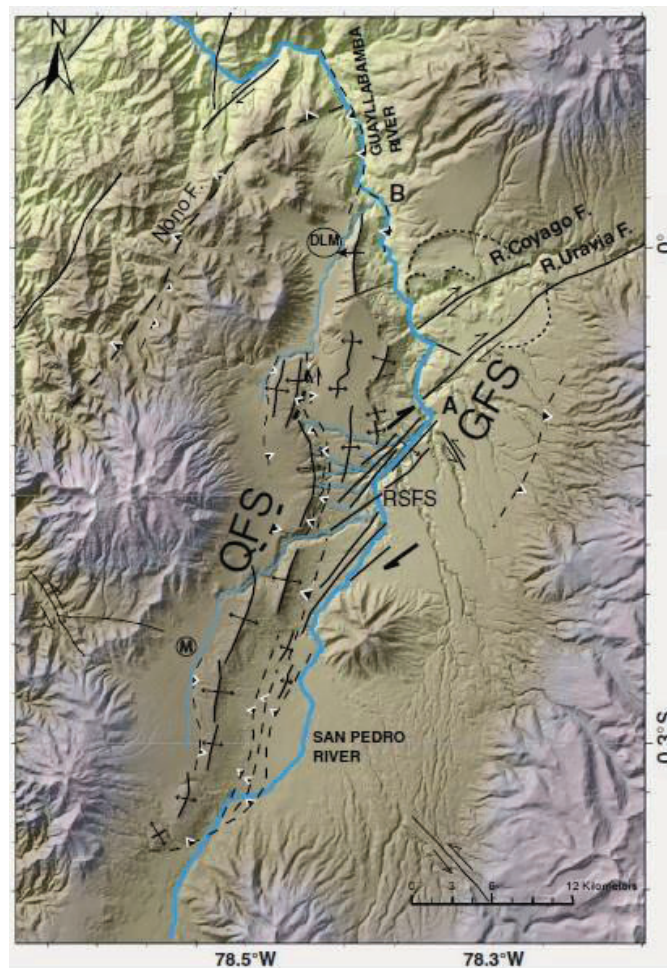 N
GUAYLLABAMBA
RIVER
Nono F.
B
DLM
0°
R.Coyago F.
R.Uravia F.
A
GFS
RSFS
QFS
M
SAN PEDRO
RIVER
0.3°S
0 3 6 12 Kilometers
78.5°W 78.3°W